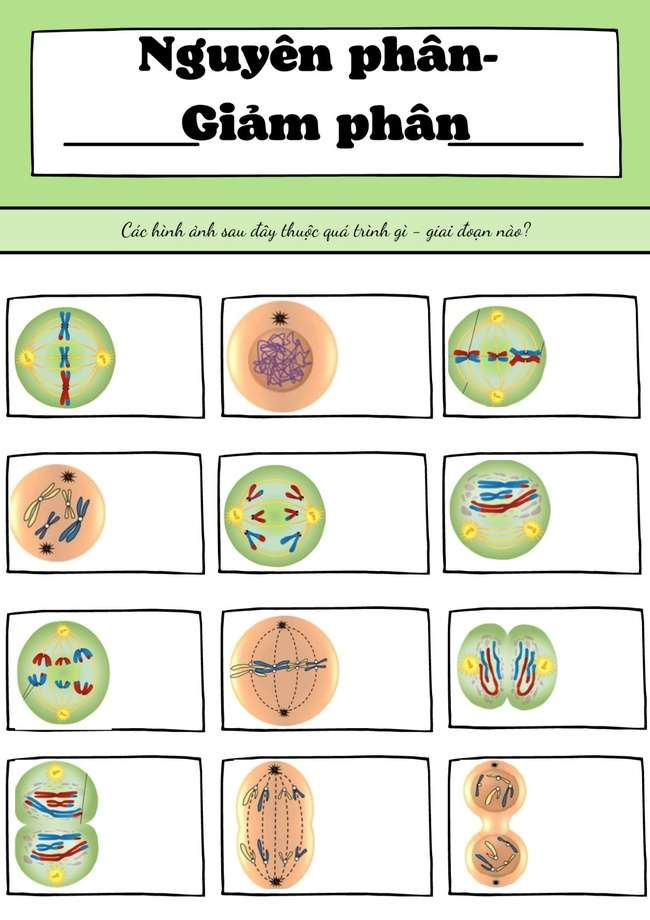 Nguyên phân-
Giảm phân
Các hình ảnh sau đây thuộc quá trình gì - giai đoạn nào?